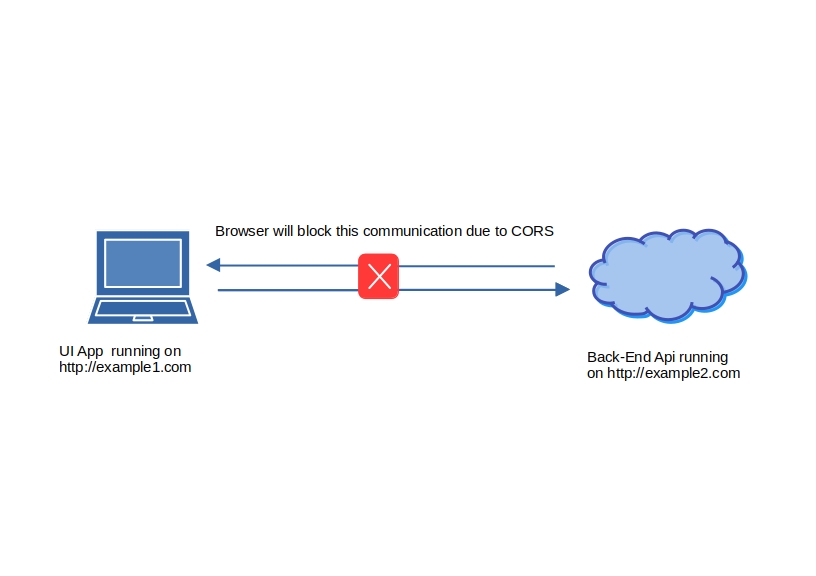 Browser will block this communication due to CORS
UI App  running on
http://example1.com
Back-End Api running
on http://example2.com